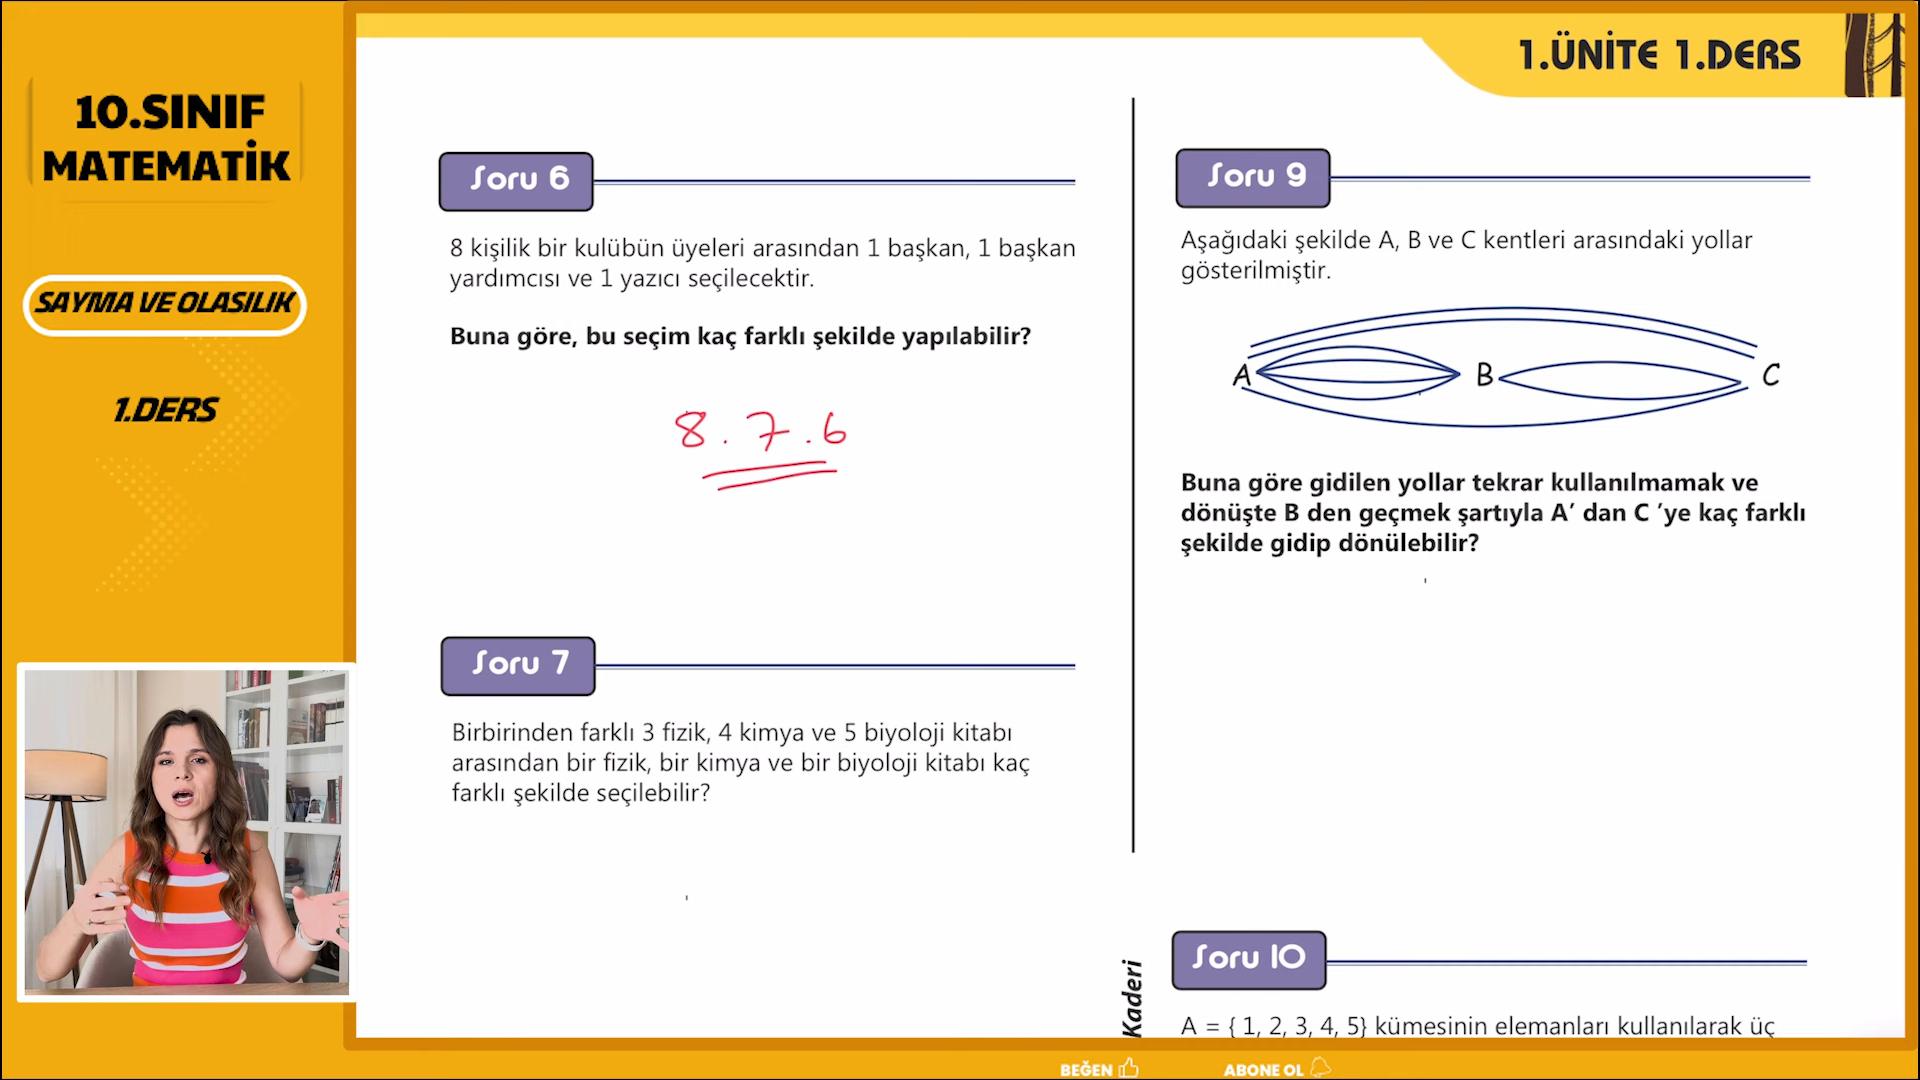 10.SINIF
MATEMATİK
SAYMA VE OLASILIK
1.DERS
1.ÜNİTE 1.DERS
Soru 6
8 kişilik bir kulübün üyeleri arasından 1 başkan, 1 başkan
yardımcısı ve 1 yazıcı seçilecektir.
Buna göre, bu seçim kaç farklı şekilde yapılabilir?
8 . 7 . 6
Soru 7
Birbirinden farklı 3 fizik, 4 kimya ve 5 biyoloji kitabı
arasından bir fizik, bir kimya ve bir biyoloji kitabı kaç
farklı şekilde seçilebilir?
Kaderi
Soru 9
Aşağıdaki şekilde A, B ve C kentleri arasındaki yollar
gösterilmiştir.
A B C
Buna göre gidilen yollar tekrar kullanılmamak ve
dönüşte B den geçmek şartıyla A’ dan C ’ye kaç farklı
şekilde gidip dönülebilir?
Soru 10
A = { 1, 2, 3, 4, 5} kümesinin elemanları kullanılarak üç
BEĞEN
ABONE OL